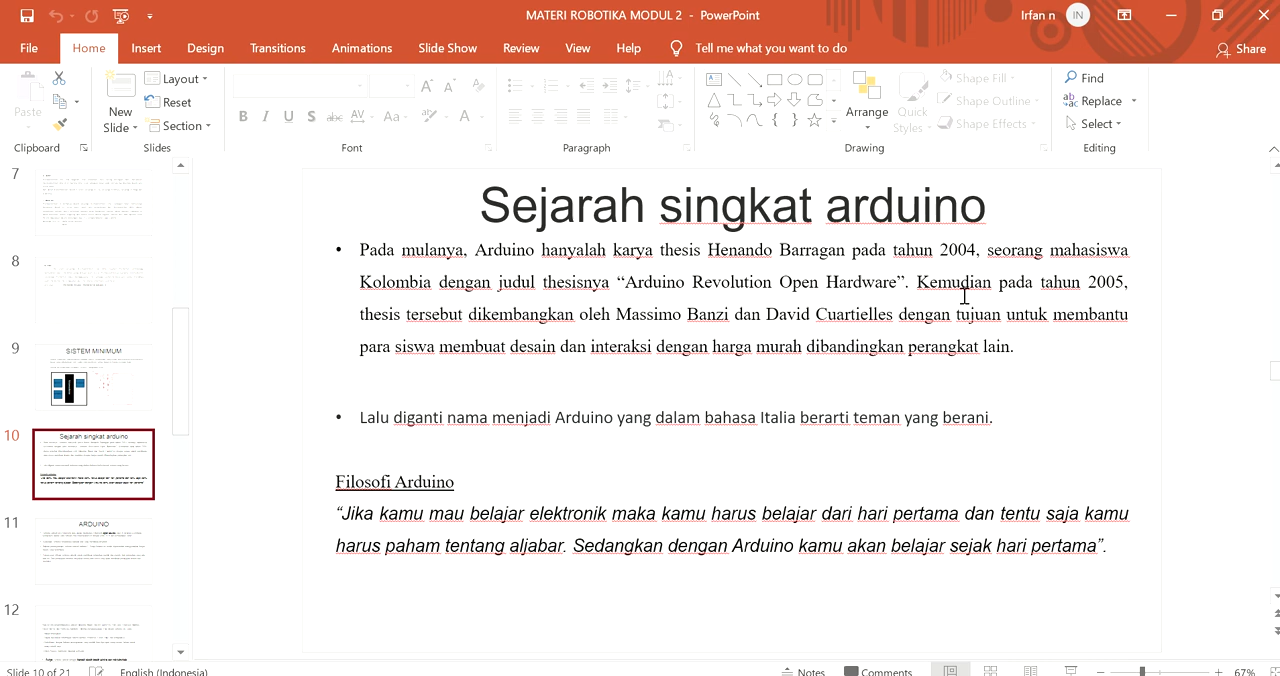 MATERI ROBOTIKA MODUL 2 - PowerPoint
Irfan n
IN
File Home Insert Design Transitions Animations Slide Show Review View Help Tell me what you want to do
Share
Paste
Clipboard
New Slide
Layout
Reset
Section
Slides
B I U S abc AV Aa A
Font
Paragraph
Arrange
Quick Styles
Shape Fill
Shape Outline
Shape Effects
Drawing
Find
Replace
Select
Editing
7
8
9
SISTEM MINIMUM
10
Sejarah singkat arduino
11
ARDUINO
12
Sejarah singkat arduino
• Pada mulanya, Arduino hanyalah karya thesis Henando Barragan pada tahun 2004, seorang mahasiswa
Kolombia dengan judul thesisnya “Arduino Revolution Open Hardware”. Kemudian pada tahun 2005,
thesis tersebut dikembangkan oleh Massimo Banzi dan David Cuartielles dengan tujuan untuk membantu
para siswa membuat desain dan interaksi dengan harga murah dibandingkan perangkat lain.
• Lalu diganti nama menjadi Arduino yang dalam bahasa Italia berarti teman yang berani.
Filosofi Arduino
“Jika kamu mau belajar elektronik maka kamu harus belajar dari hari pertama dan tentu saja kamu
harus paham tentang aljabar. Sedangkan dengan Arduino kamu akan belajar sejak hari pertama”.
Slide 10 of 21
English (Indonesia)
Notes
Comments
67%